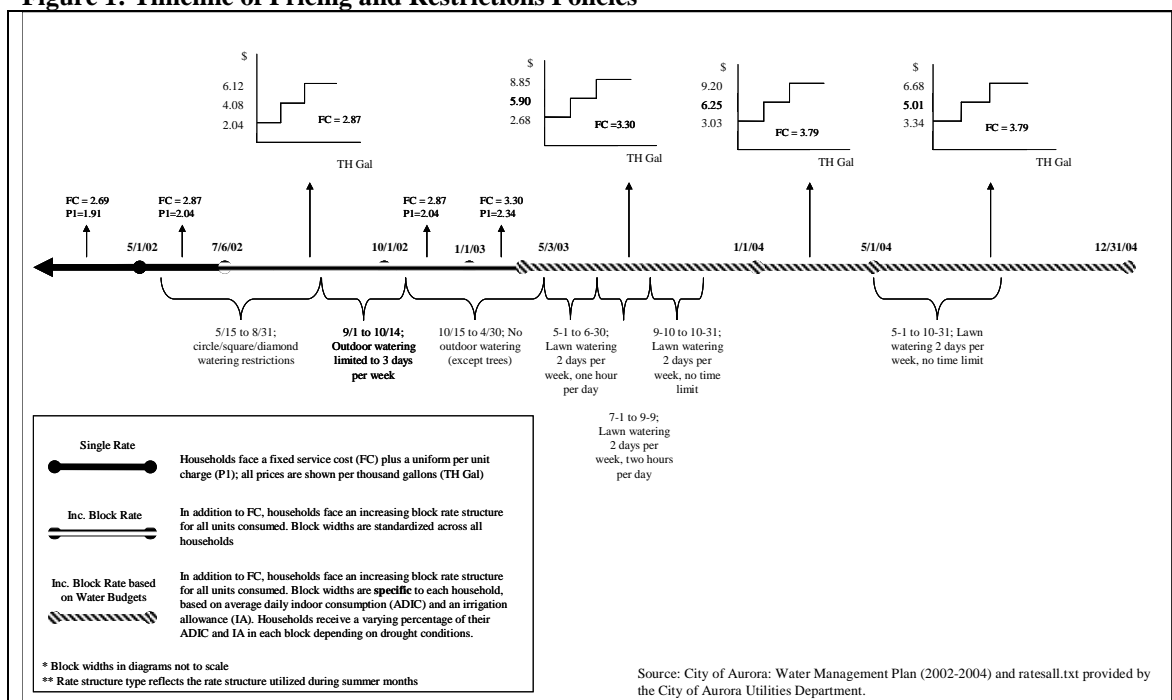 Figure 1: Timeline of Pricing and Restrictions Policies
$
6.12
4.08
2.04
FC = 2.87
TH Gal
$
8.85
5.90
2.68
FC =3.30
TH Gal
$
9.20
6.25
3.03
FC = 3.79
TH Gal
$
6.68
5.01
3.34
FC = 3.79
TH Gal
FC = 2.69
P1=1.91
FC = 2.87
P1=2.04
FC = 2.87
P1=2.04
FC = 3.30
P1=2.34
5/1/02
7/6/02
10/1/02
1/1/03
5/3/03
1/1/04
5/1/04
12/31/04
5/15 to 8/31;
circle/square/diamond
watering restrictions
9/1 to 10/14;
Outdoor watering
limited to 3 days
per week
10/15 to 4/30; No
outdoor watering
(except trees)
5-1 to 6-30;
Lawn watering
2 days per
week, one hour
per day
7-1 to 9-9;
Lawn watering
2 days per
week, two hours
per day
9-10 to 10-31;
Lawn watering
2 days per
week, no time
limit
5-1 to 10-31; Lawn
watering 2 days per
week, no time limit
Single Rate
Households face a fixed service cost (FC) plus a uniform per unit
charge (P1); all prices are shown per thousand gallons (TH Gal)
Inc. Block Rate
In addition to FC, households face an increasing block rate structure
for all units consumed. Block widths are standardized across all
households
Inc. Block Rate based
on Water Budgets
In addition to FC, households face an increasing block rate structure
for all units consumed. Block widths are specific to each household,
based on average daily indoor consumption (ADIC) and an irrigation
allowance (IA). Households receive a varying percentage of their
ADIC and IA in each block depending on drought conditions.
* Block widths in diagrams not to scale
** Rate structure type reflects the rate structure utilized during summer months
Source: City of Aurora: Water Management Plan (2002-2004) and ratesall.txt provided by
the City of Aurora Utilities Department.